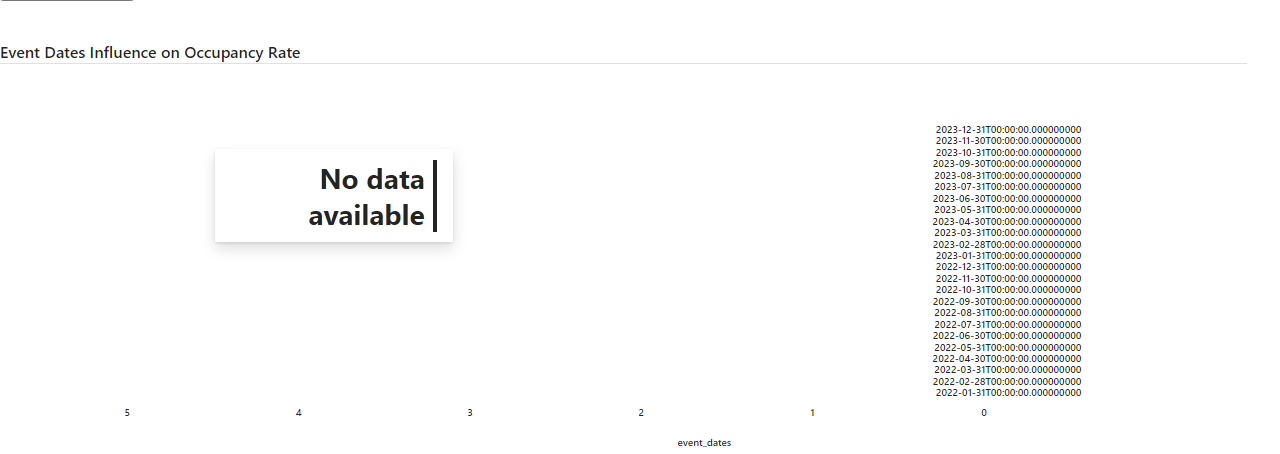 Event Dates Influence on Occupancy Rate
No data
available
2023-12-31T00:00:00.000000000
2023-11-30T00:00:00.000000000
2023-10-31T00:00:00.000000000
2023-09-30T00:00:00.000000000
2023-08-31T00:00:00.000000000
2023-07-31T00:00:00.000000000
2023-06-30T00:00:00.000000000
2023-05-31T00:00:00.000000000
2023-04-30T00:00:00.000000000
2023-03-31T00:00:00.000000000
2023-02-28T00:00:00.000000000
2023-01-31T00:00:00.000000000
2022-12-31T00:00:00.000000000
2022-11-30T00:00:00.000000000
2022-10-31T00:00:00.000000000
2022-09-30T00:00:00.000000000
2022-08-31T00:00:00.000000000
2022-07-31T00:00:00.000000000
2022-06-30T00:00:00.000000000
2022-05-31T00:00:00.000000000
2022-04-30T00:00:00.000000000
2022-03-31T00:00:00.000000000
2022-02-28T00:00:00.000000000
2022-01-31T00:00:00.000000000
5 4 3 2 1 0
event_dates